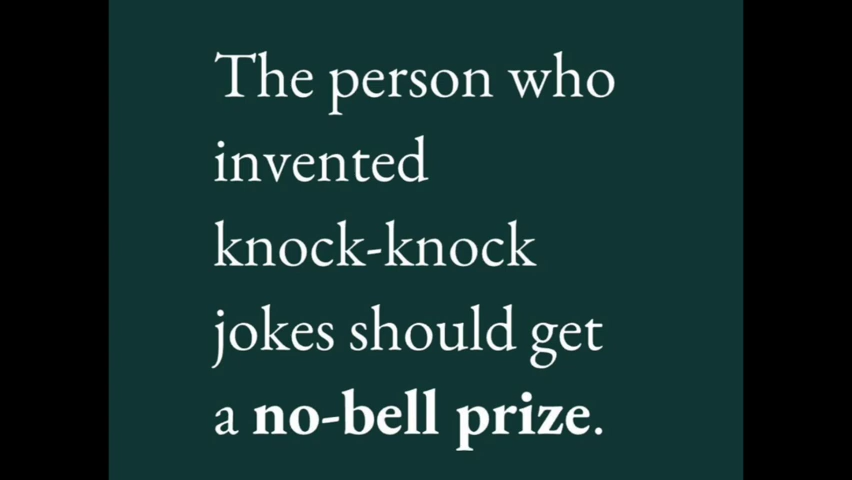 The person who
invented
knock-knock
jokes should get
a no-bell prize.